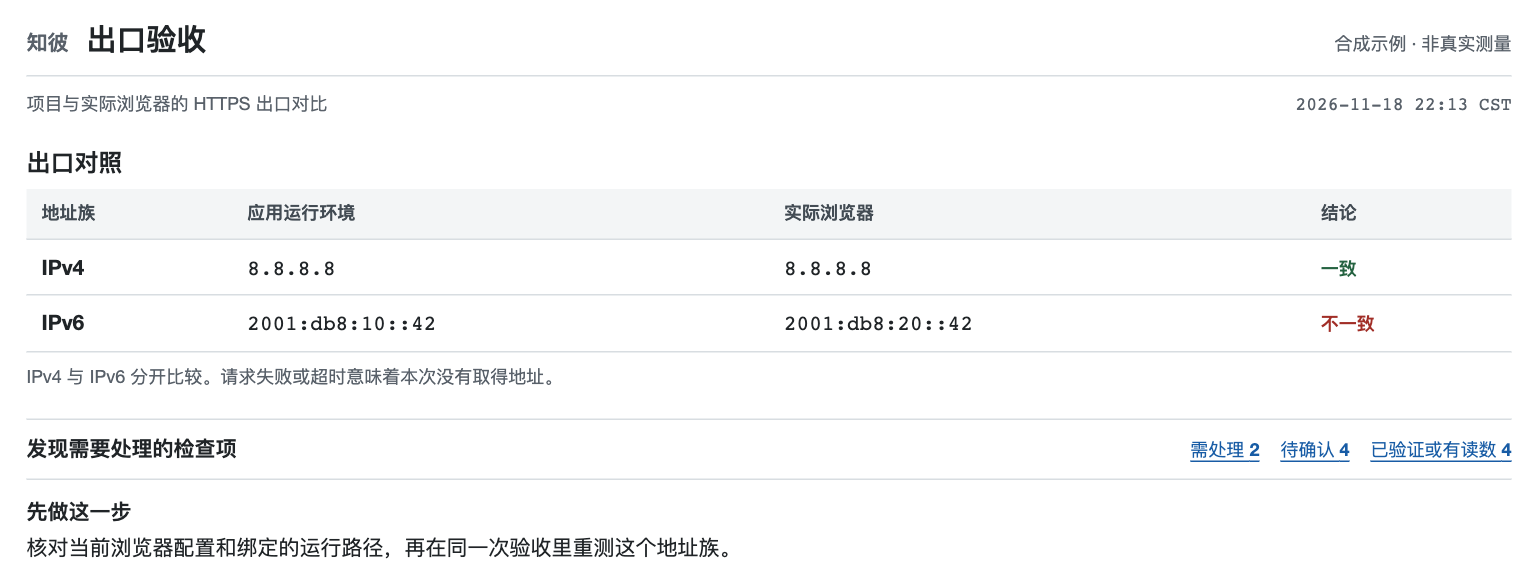 知彼 出口验收 合成示例 · 非真实测量
项目与实际浏览器的 HTTPS 出口对比 2026-11-18 22:13 CST
出口对照
地址族 应用运行环境 实际浏览器 结论
IPv4 8.8.8.8 8.8.8.8 一致
IPv6 2001:db8:10::42 2001:db8:20::42 不一致
IPv4 与 IPv6 分开比较。请求失败或超时意味着本次没有取得地址。
发现需要处理的检查项 需处理 2 待确认 4 已验证或有读数 4
先做这一步
核对当前浏览器配置和绑定的运行路径，再在同一次验收里重测这个地址族。